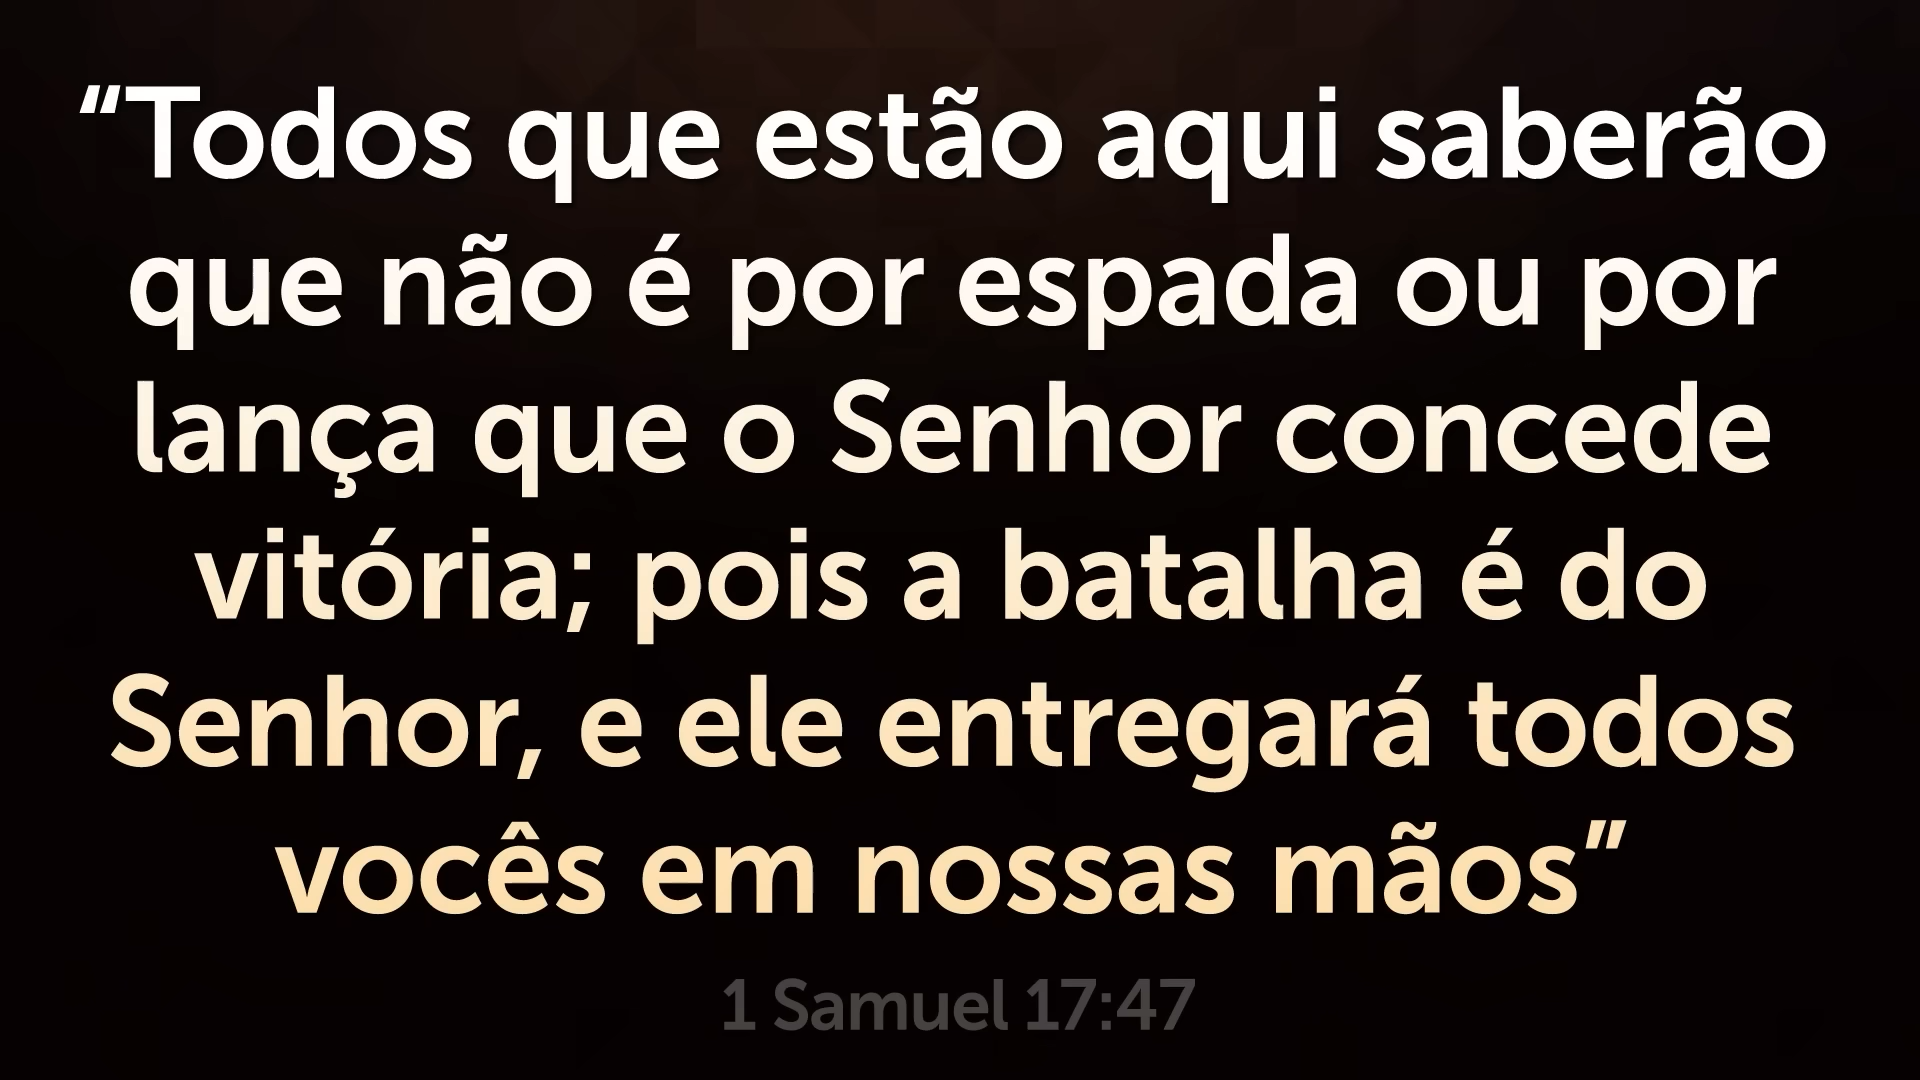 “Todos que estão aqui saberão
que não é por espada ou por
lança que o Senhor concede
vitória; pois a batalha é do
Senhor, e ele entregará todos
vocês em nossas mãos”
1 Samuel 17:47